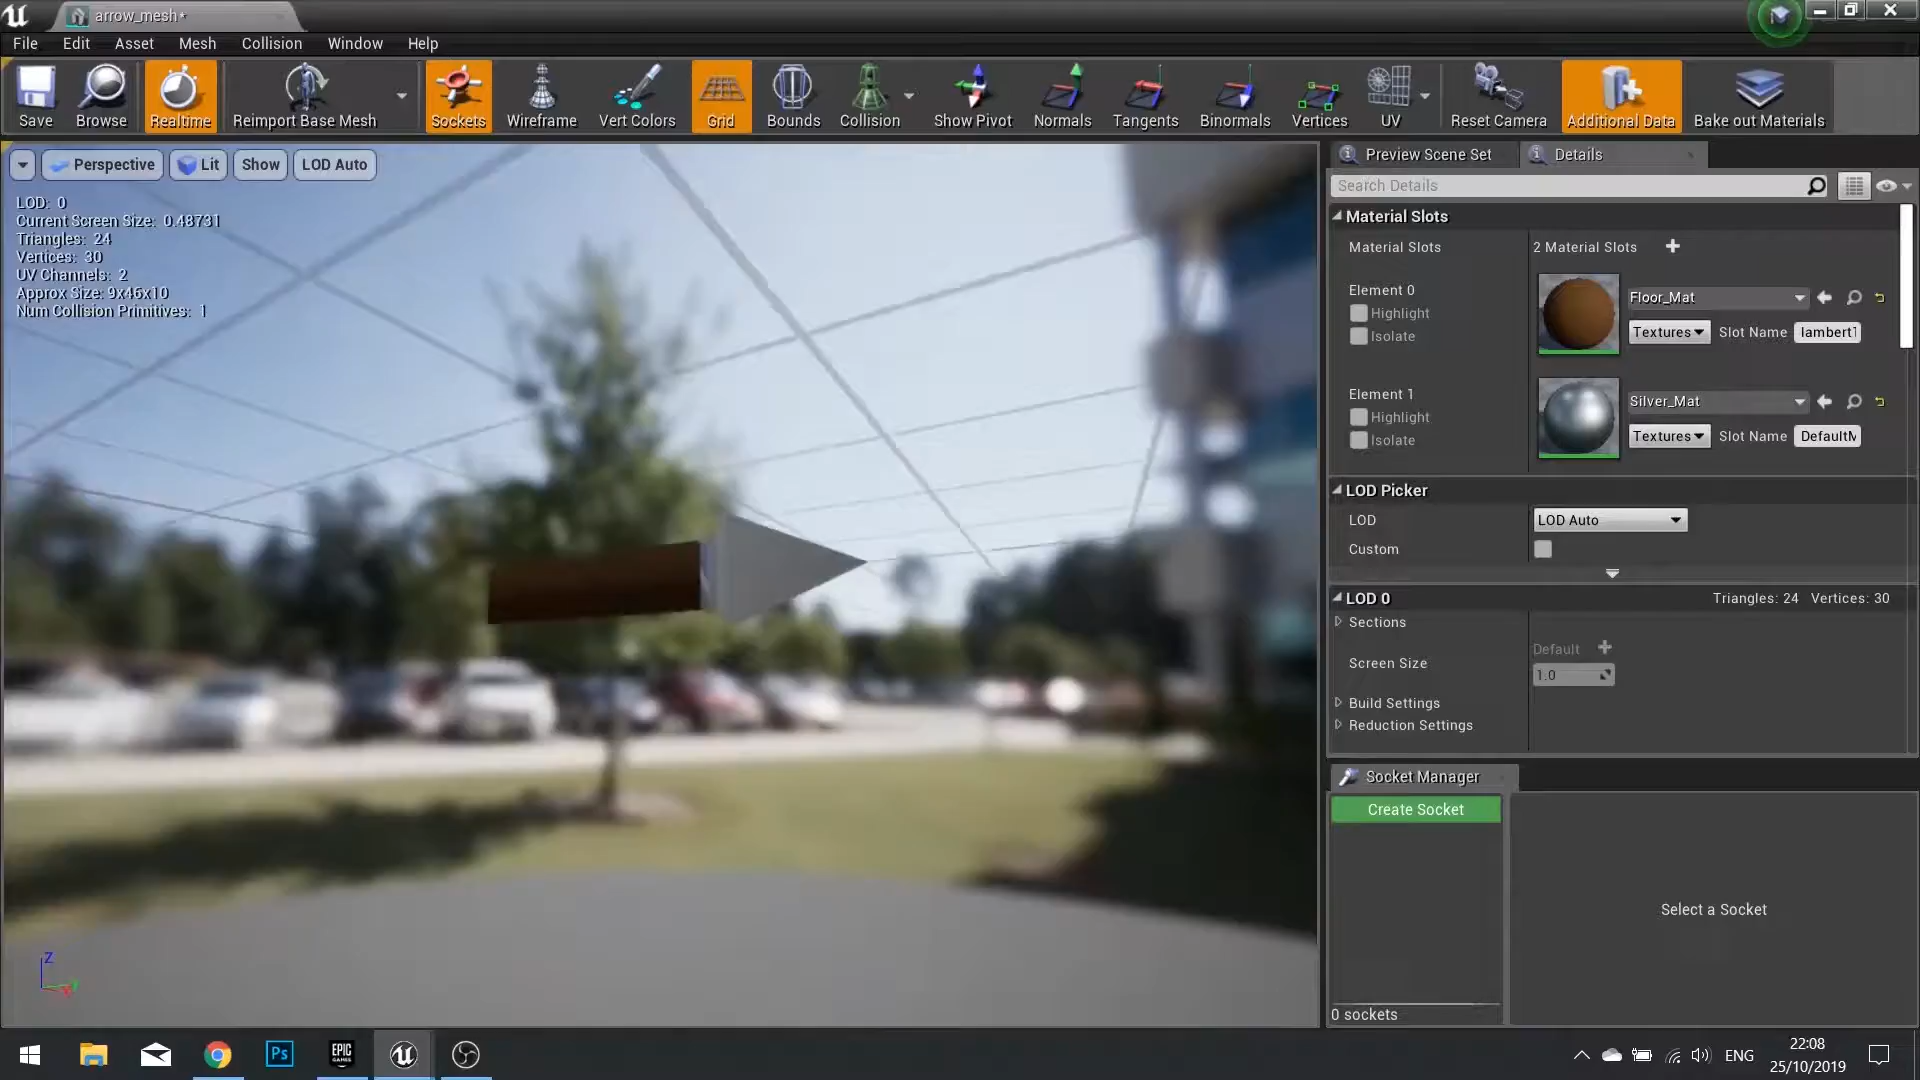 arrow_mesh*
File Edit Asset Mesh Collision Window Help
Save Browse Realtime Reimport Base Mesh Sockets Wireframe Vert Colors Grid Bounds Collision Show Pivot Normals Tangents Binormals Vertices UV Reset Camera Additional Data Bake out Materials
Perspective Lit Show LOD Auto
LOD: 0
Current Screen Size: 0.48731
Triangles: 24
Vertices: 30
UV Channels: 2
Approx Size: 9x46x10
Num Collision Primitives: 1
Z
Preview Scene Set Details
Search Details
Material Slots
Material Slots 2 Material Slots
Element 0
Highlight
Isolate
Floor_Mat
Textures Slot Name lambert1
Element 1
Highlight
Isolate
Silver_Mat
Textures Slot Name DefaultM
LOD Picker
LOD LOD Auto
Custom
LOD 0 Triangles: 24 Vertices: 30
Sections
Screen Size Default
1.0
Build Settings
Reduction Settings
Socket Manager
Create Socket
Select a Socket
0 sockets
Ps
EPIC GAMES
ENG
22:08
25/10/2019